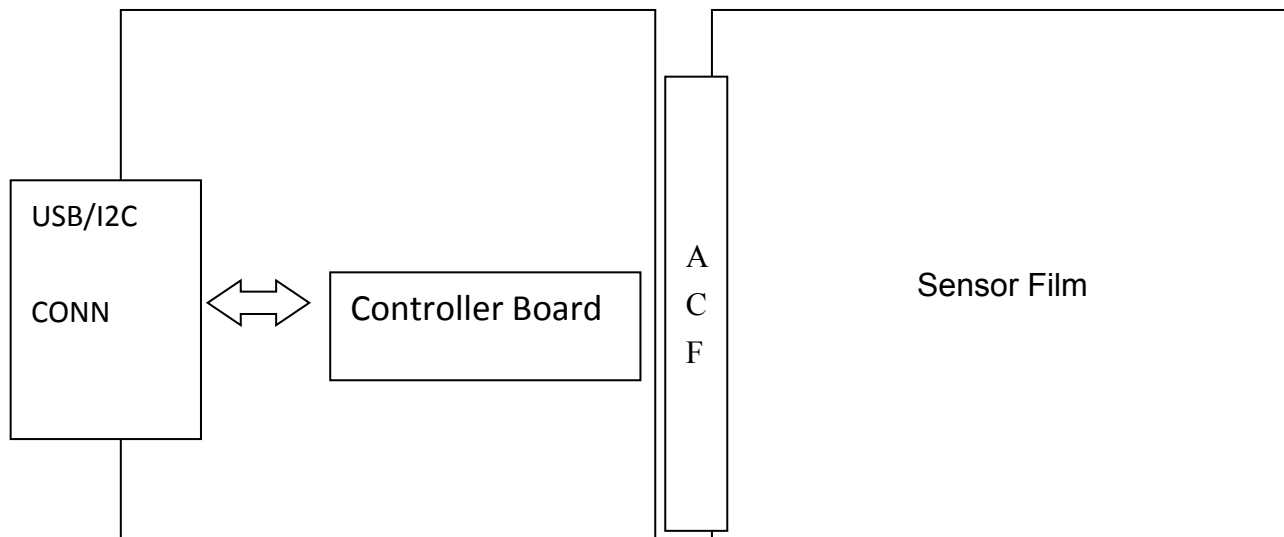 USB/I2C
CONN
Controller Board
A
C
F
Sensor Film